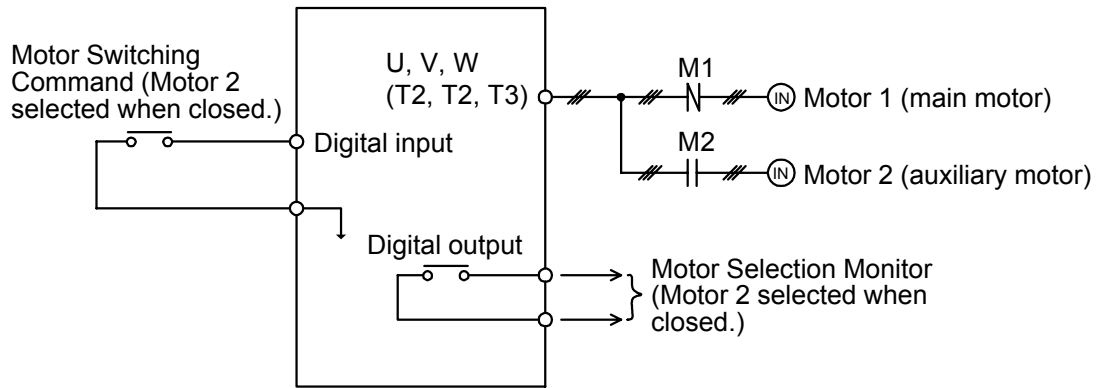 Motor Switching
Command (Motor 2
selected when closed.)
U, V, W
(T2, T2, T3)
M1
IN
Motor 1 (main motor)
Digital input
M2
IN
Motor 2 (auxiliary motor)
Digital output
Motor Selection Monitor
(Motor 2 selected when
closed.)